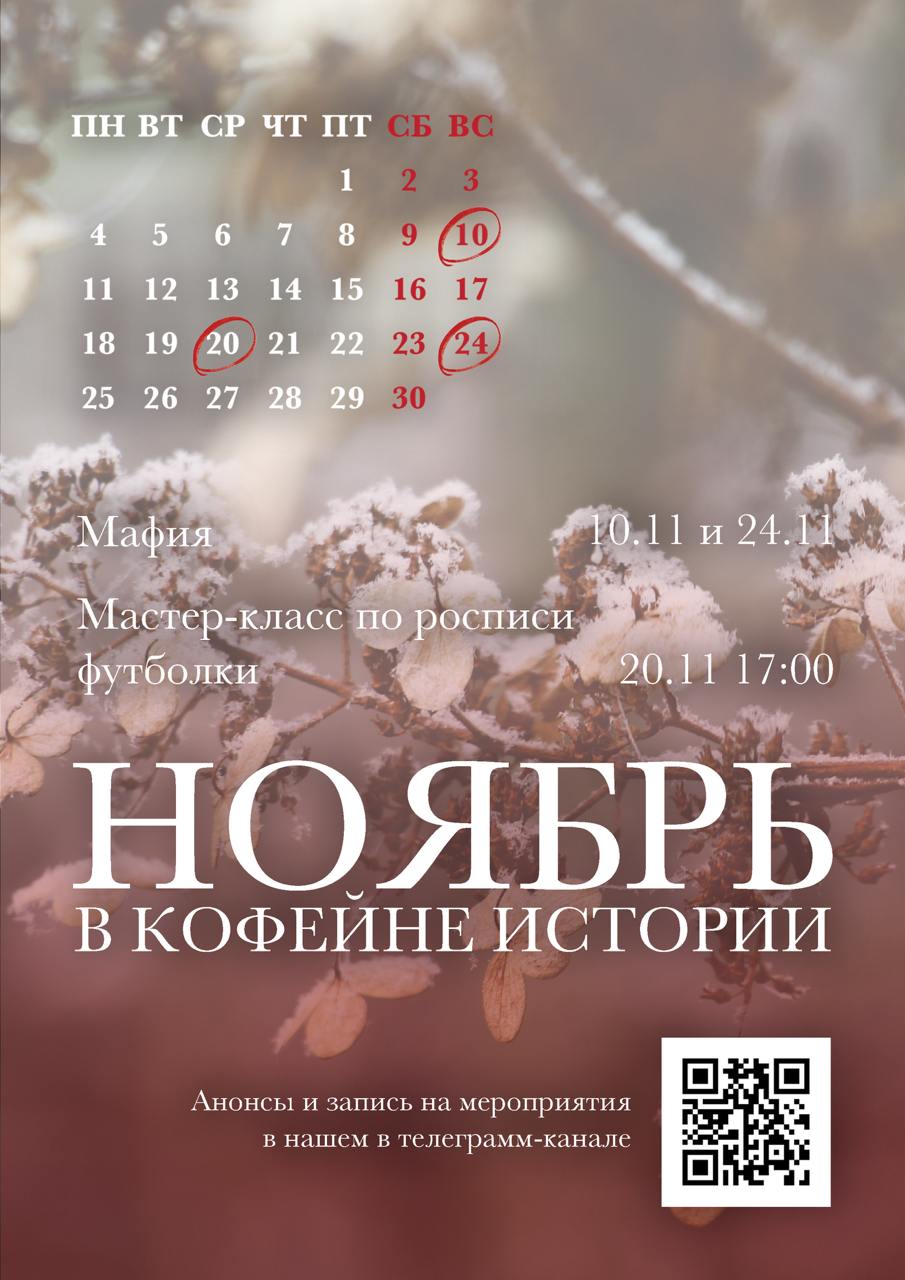 ПН ВТ СР ЧТ ПТ СБ ВС
1 2 3
4 5 6 7 8 9 10
11 12 13 14 15 16 17
18 19 20 21 22 23 24
25 26 27 28 29 30
Мафия 10.11 и 24.11
Мастер-класс по росписи
футболки 20.11 17:00
НОЯБРЬ
В КОФЕЙНЕ ИСТОРИИ
Анонсы и запись на мероприятия
в нашем в телеграмм-канале